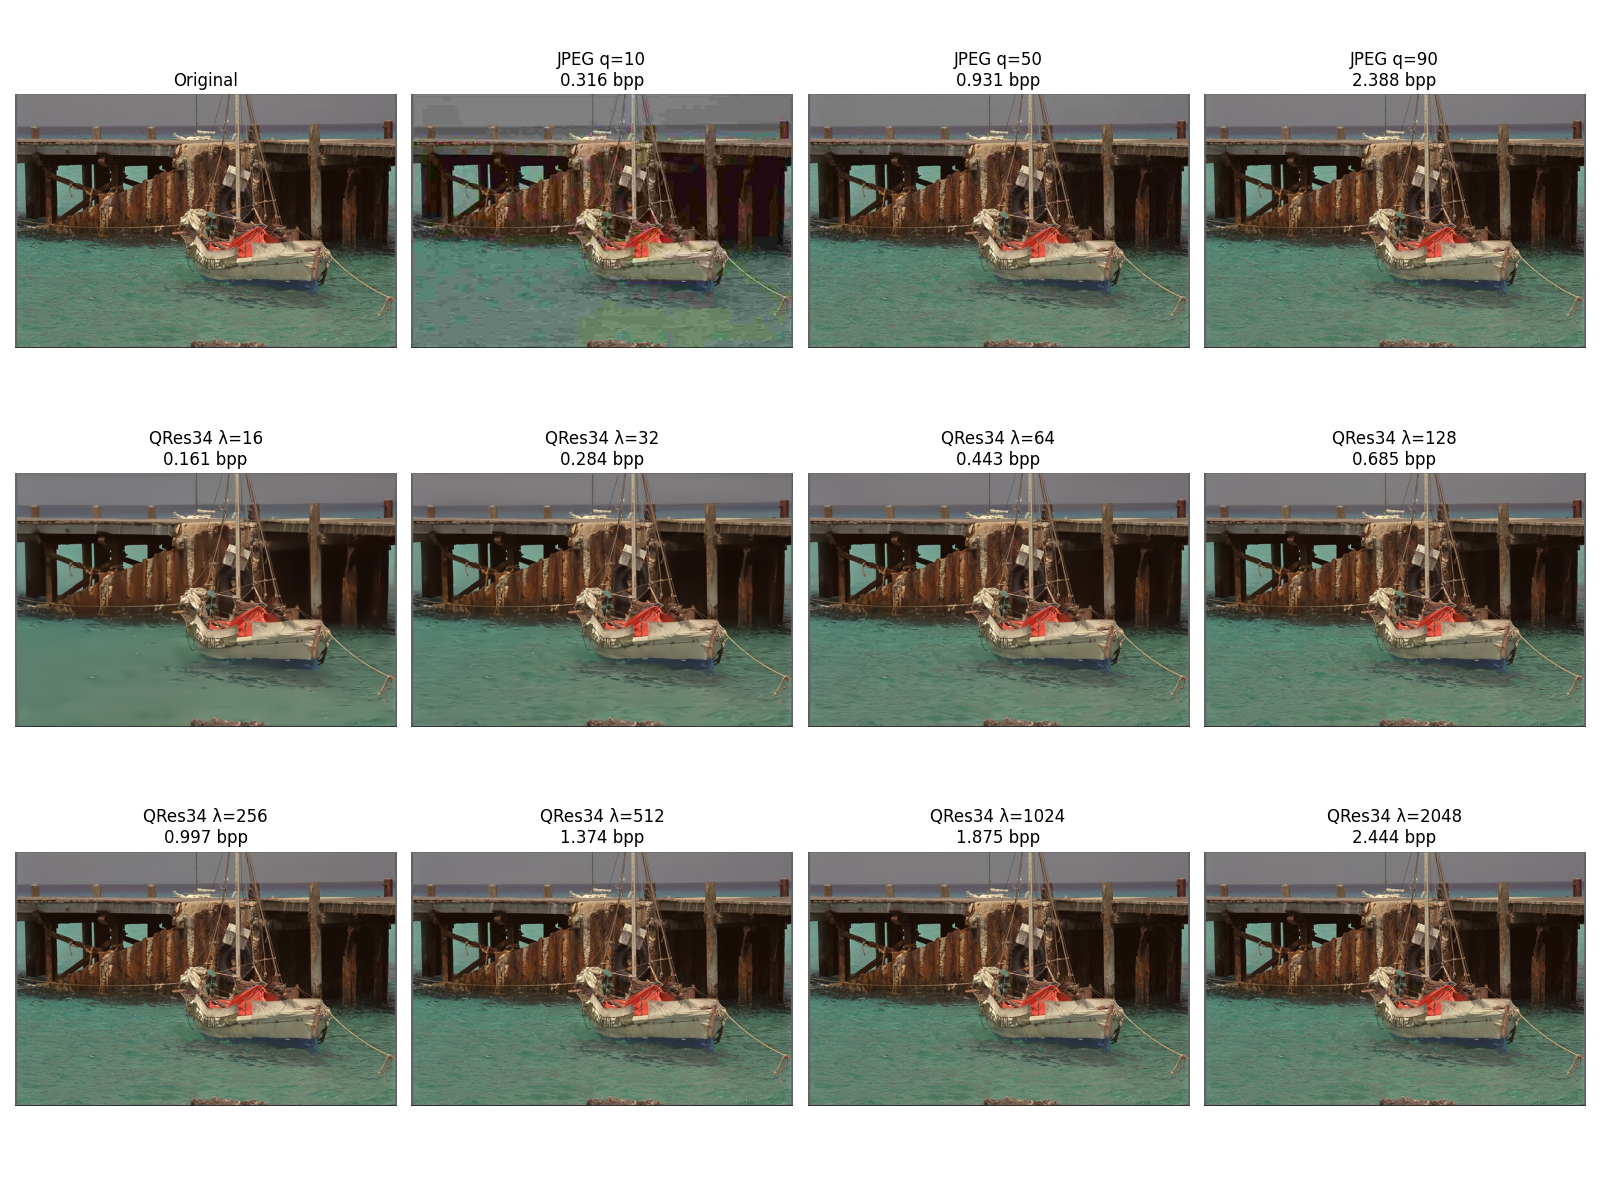 Original
JPEG q=10
0.316 bpp
JPEG q=50
0.931 bpp
JPEG q=90
2.388 bpp
QRes34 λ=16
0.161 bpp
QRes34 λ=32
0.284 bpp
QRes34 λ=64
0.443 bpp
QRes34 λ=128
0.685 bpp
QRes34 λ=256
0.997 bpp
QRes34 λ=512
1.374 bpp
QRes34 λ=1024
1.875 bpp
QRes34 λ=2048
2.444 bpp